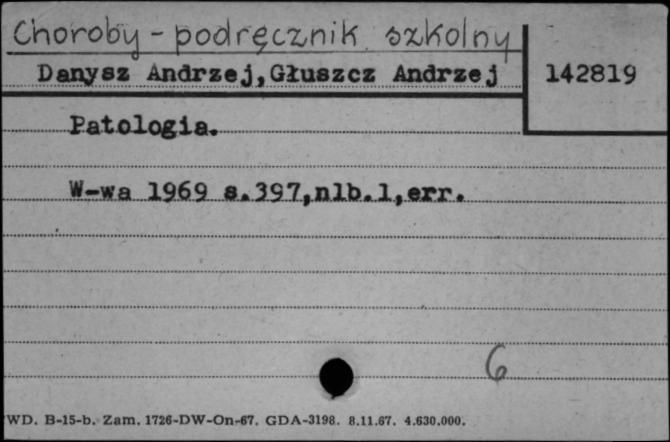 Choroby - podręcznik szkolny
Danysz Andrzej, Głuszcz Andrzej
142819
Patologia.
W-wa 1969 s.397,nlb.1,err.
6
WD. B-15-b. Zam. 1726-DW-On-67. GDA-3198. 8.11.67. 4.630.000.